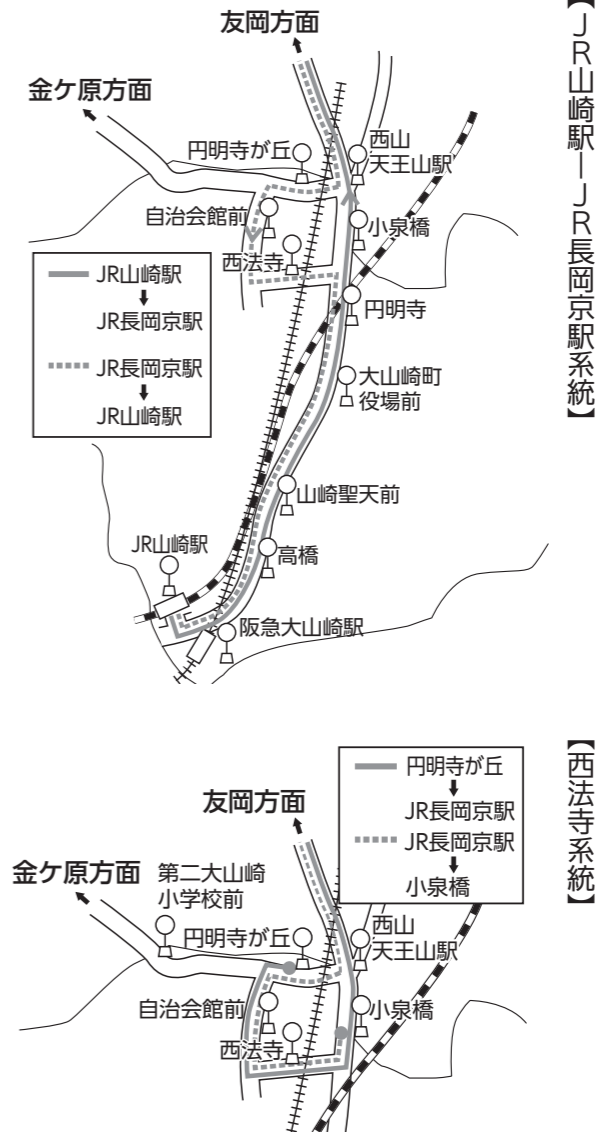 【JR山崎駅―JR長岡京駅系統】
友岡方面
金ケ原方面
円明寺が丘
西山
天王山駅
自治会館前
小泉橋
西法寺
JR山崎駅
JR長岡京駅
JR長岡京駅
JR山崎駅
円明寺
大山崎町
役場前
山崎聖天前
JR山崎駅
高橋
阪急大山崎駅
【西法寺系統】
円明寺が丘
JR長岡京駅
JR長岡京駅
小泉橋
友岡方面
金ケ原方面
第二大山崎
小学校前
円明寺が丘
西山
天王山駅
自治会館前
小泉橋
西法寺